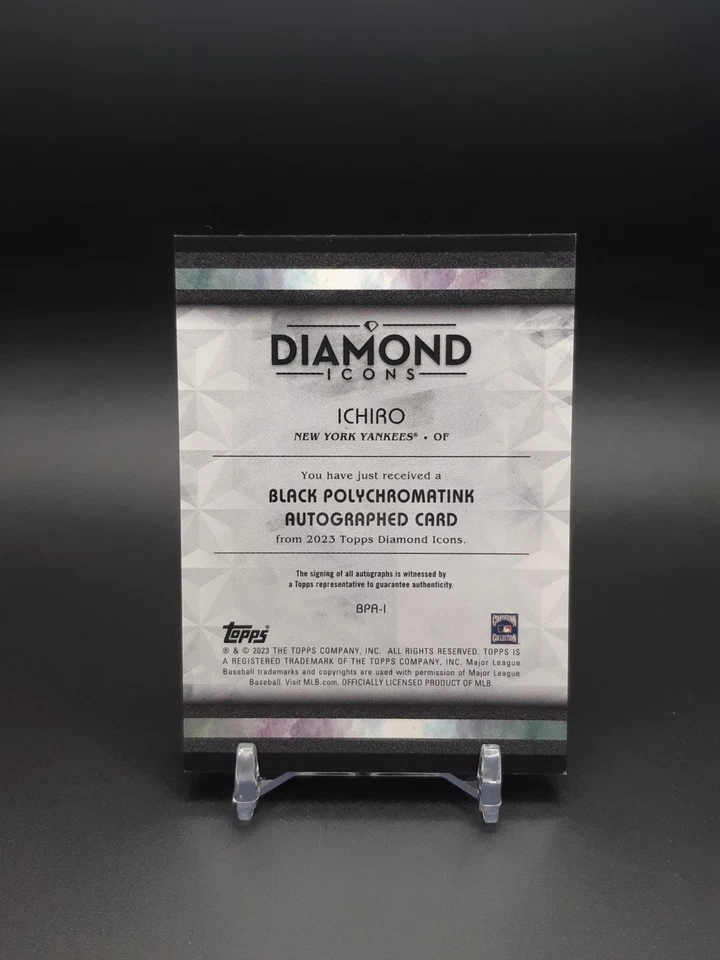 DIAMOND
ICONS
ICHIRO
NEW YORK YANKEES® • OF
You have just received a
BLACK POLYCHROMATINK
AUTOGRAPHED CARD
from 2023 Topps Diamond Icons.
The signing of all autographs is witnessed by
a Topps representative to guarantee authenticity.
BPA-I
topps®
COOPERSTOWN
COLLECTION
® & © 2023 THE TOPPS COMPANY, INC. ALL RIGHTS RESERVED. TOPPS IS
A REGISTERED TRADEMARK OF THE TOPPS COMPANY, INC. Major League
Baseball trademarks and copyrights are used with permission of Major League
Baseball. Visit MLB.com. OFFICIALLY LICENSED PRODUCT OF MLB.